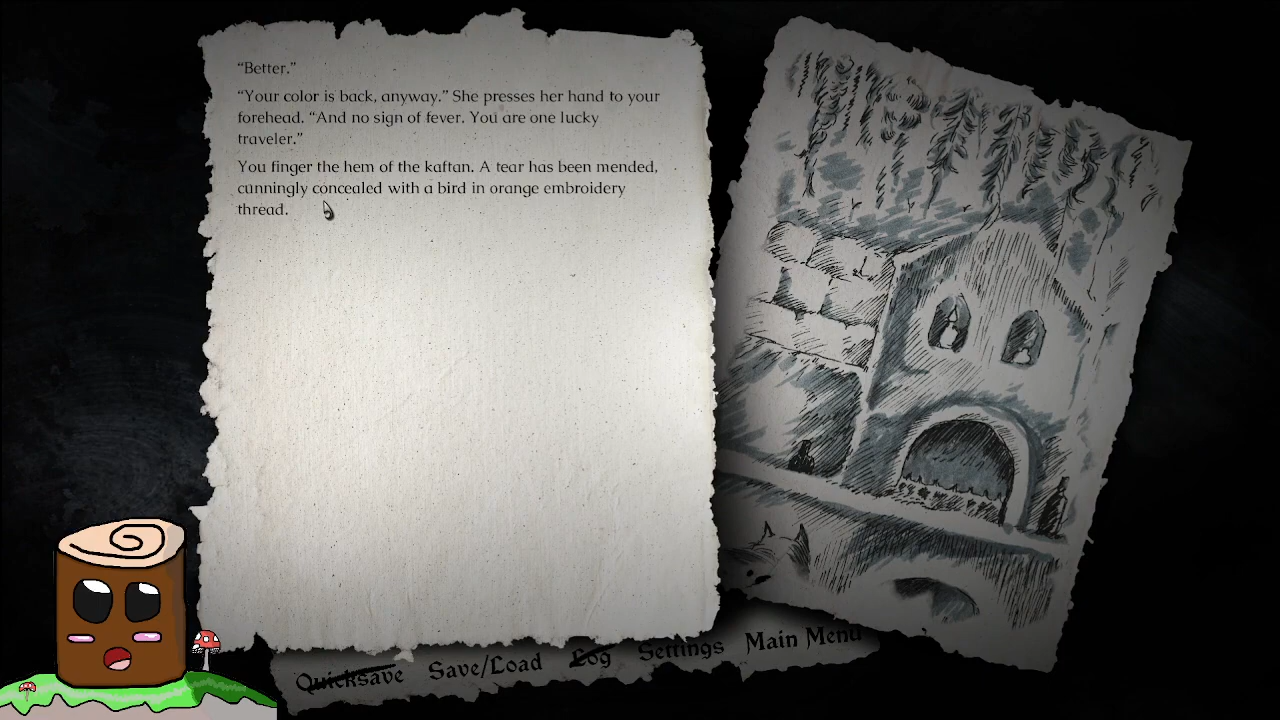 “Better.”
“Your color is back, anyway.” She presses her hand to your
forehead. “And no sign of fever. You are one lucky
traveler.”
You finger the hem of the kaftan. A tear has been mended,
cunningly concealed with a bird in orange embroidery
thread.
Quicksave Save/Load Log Settings Main Menu